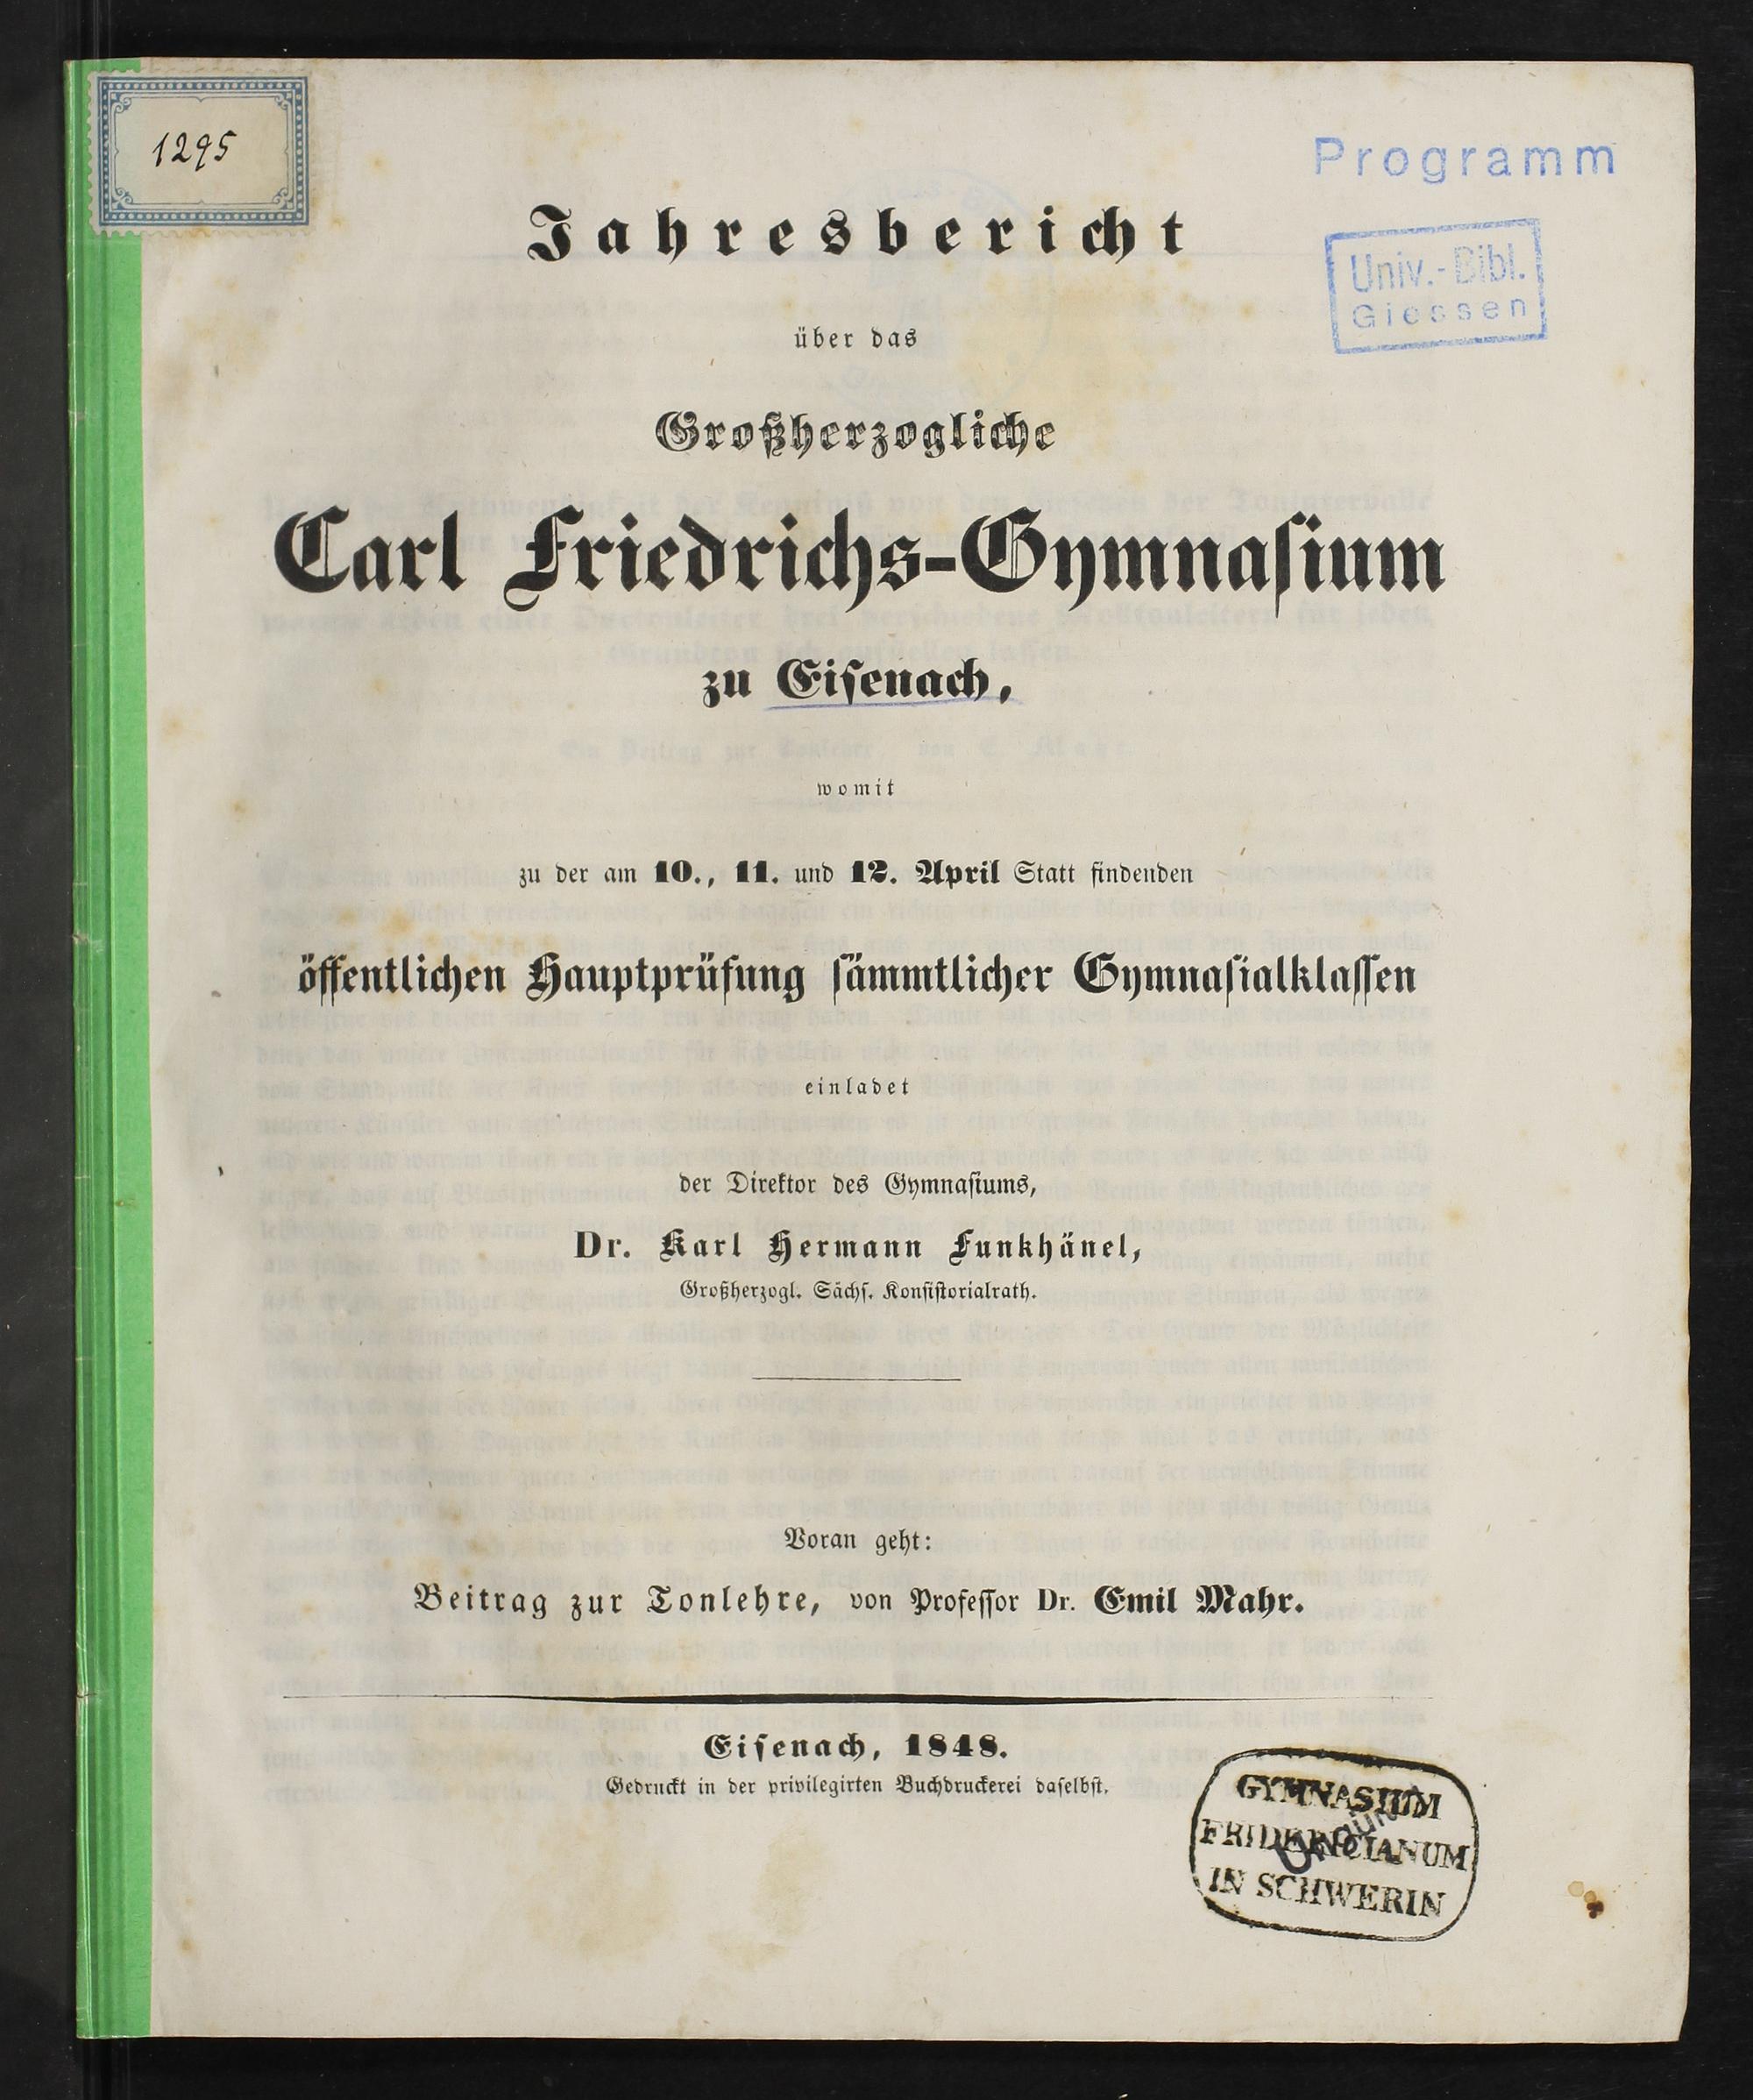 1295
Programm
Univ.-Bibl.
Giessen
Jahresbericht
über das
Großherzogliche
Carl Friedrichs-Gymnasium
zu Eisenach,
womit
zu der am 10., 11. und 12. April Statt findenden
öffentlichen Hauptprüfung sämmtlicher Gymnasialklassen
einladet
der Direktor des Gymnasiums,
Dr. Karl Hermann Funkhänel,
Großherzogl. Sächs. Konsistorialrath.
Voran geht:
Beitrag zur Tonlehre, von Professor Dr. Emil Mahr.
Eisenach, 1848.
Gedruckt in der privilegirten Buchdruckerei daselbst.
GYMNASIUM
FRIDERICIANUM
IN SCHWERIN